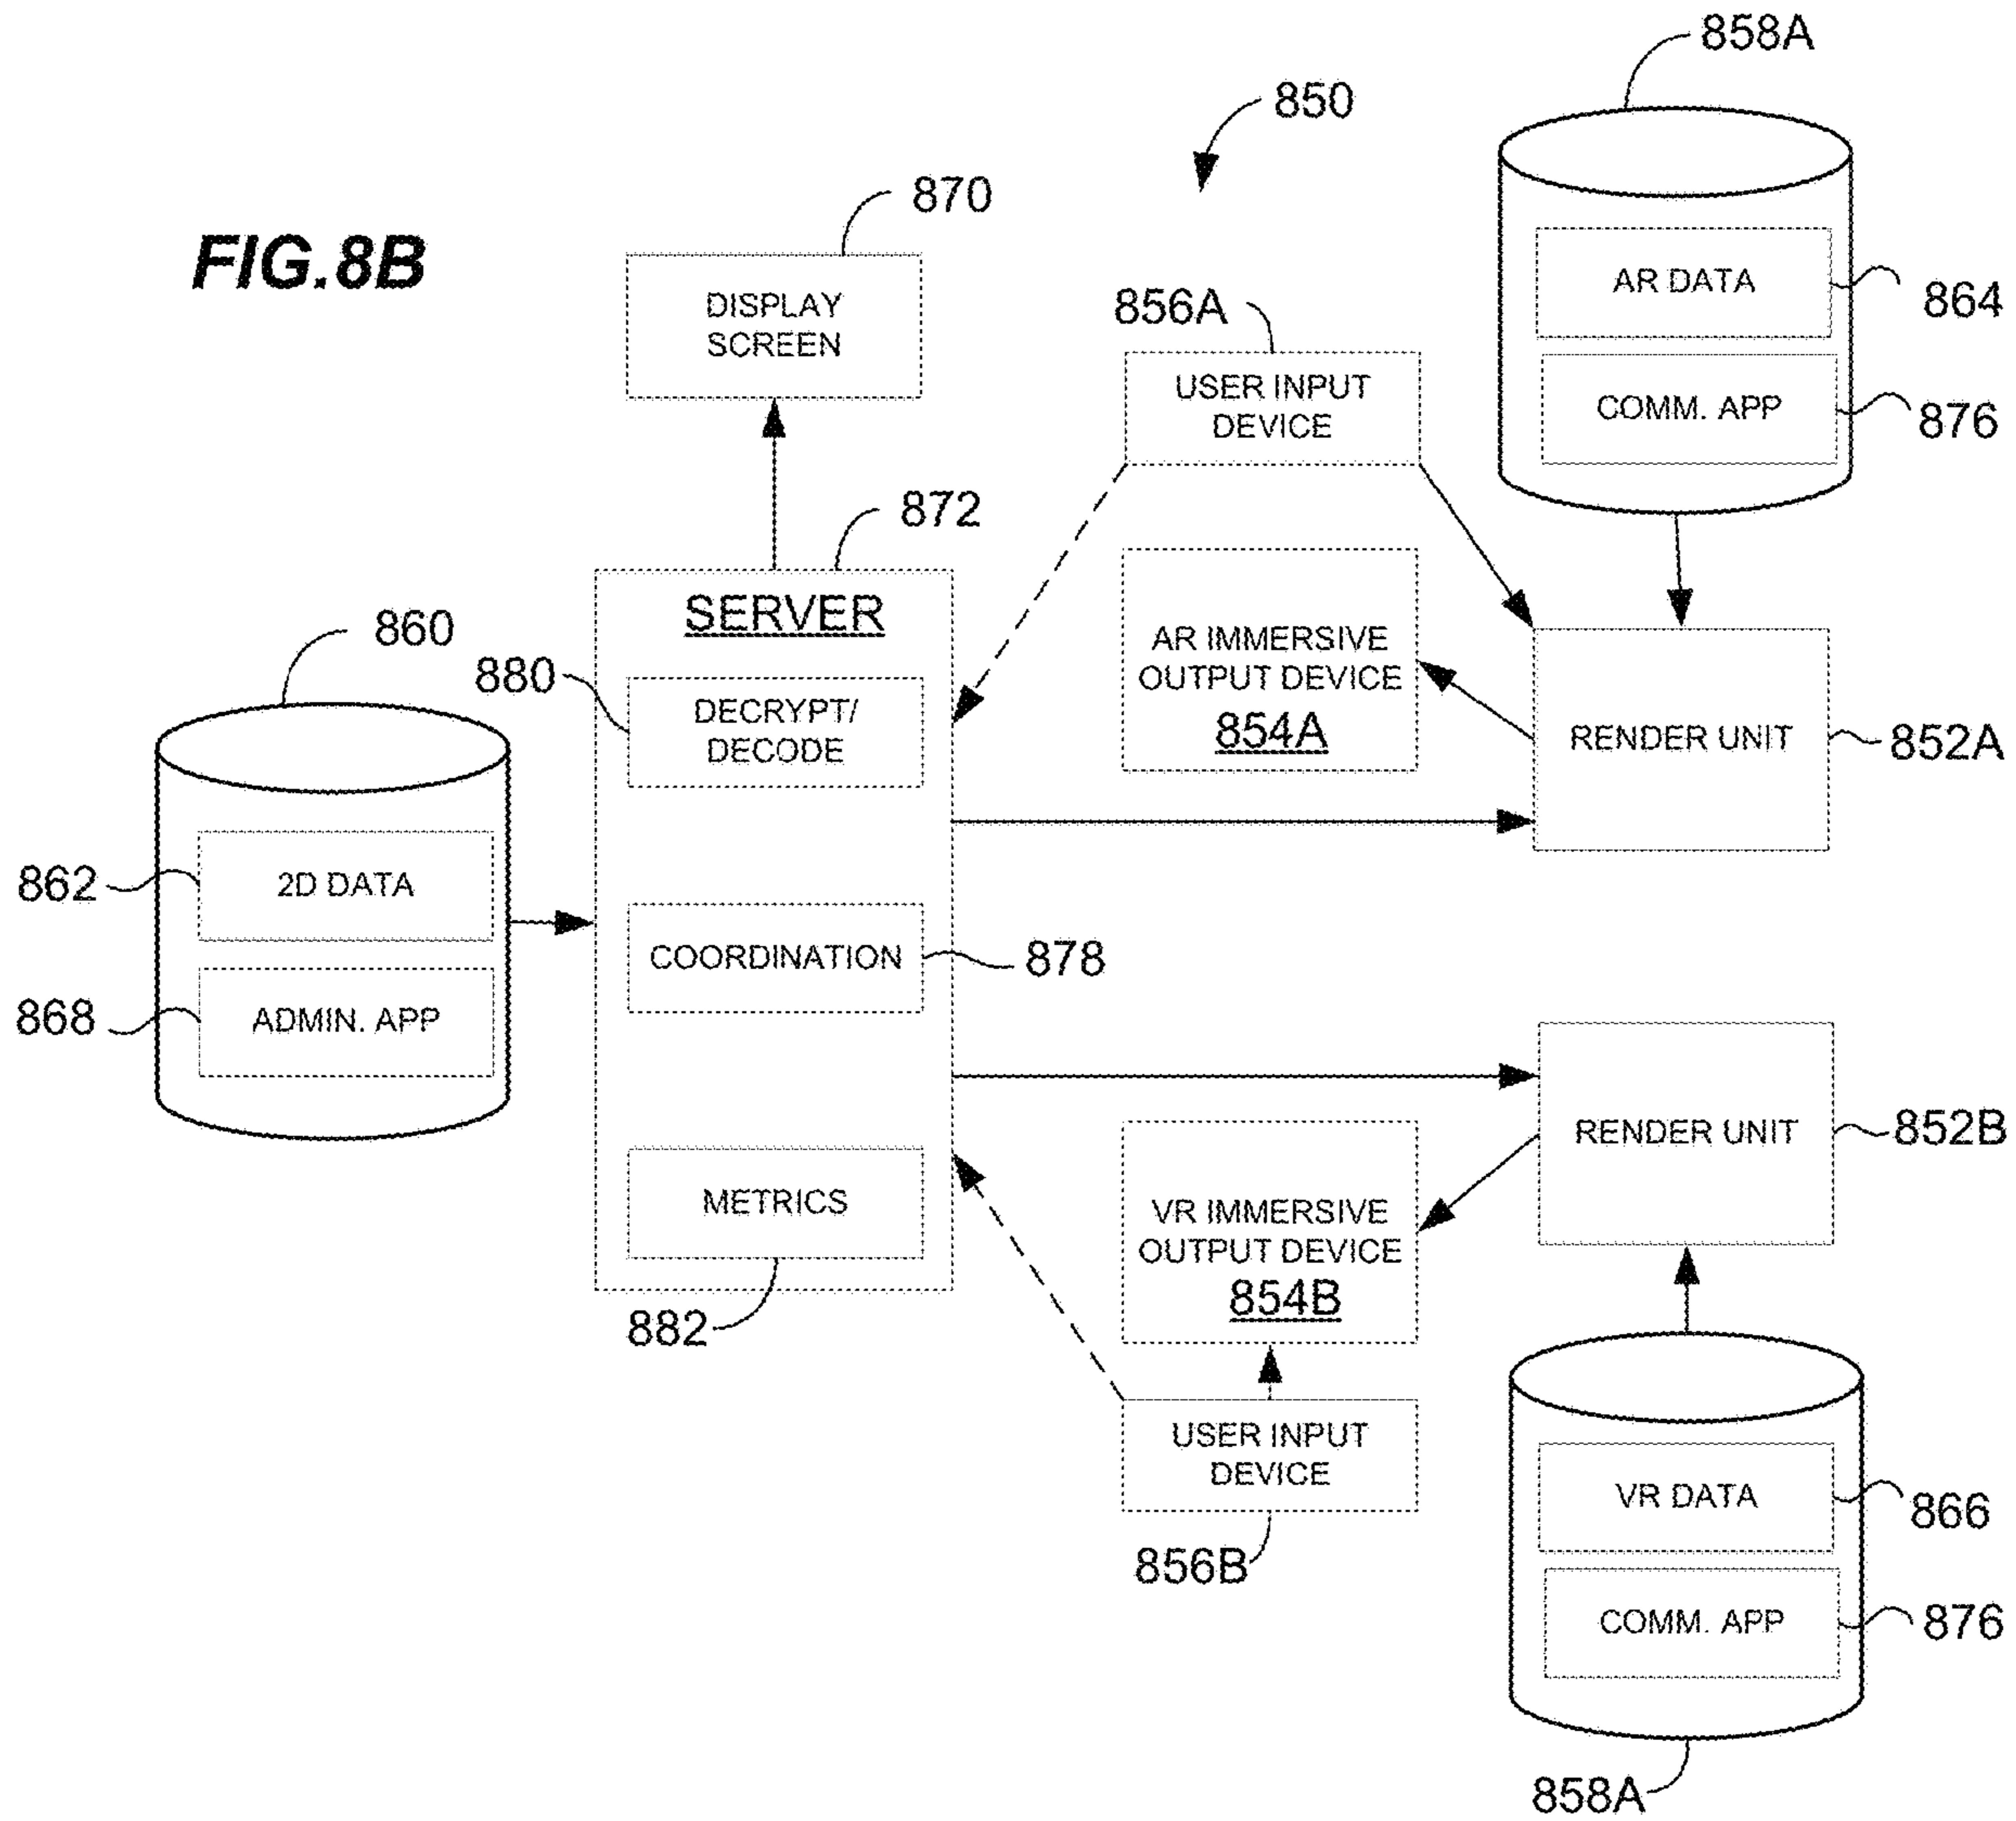 858A
850
870
FIG.8B
DISPLAY
SCREEN
856A
AR DATA
864
USER INPUT
DEVICE
COMM. APP
876
872
SERVER
860
880
DECRYPT/
DECODE
AR IMMERSIVE
OUTPUT DEVICE
854A
RENDER UNIT
852A
862
2D DATA
COORDINATION
878
868
ADMIN. APP
RENDER UNIT
852B
METRICS
882
VR IMMERSIVE
OUTPUT DEVICE
854B
USER INPUT
DEVICE
856B
VR DATA
866
COMM. APP
876
858A